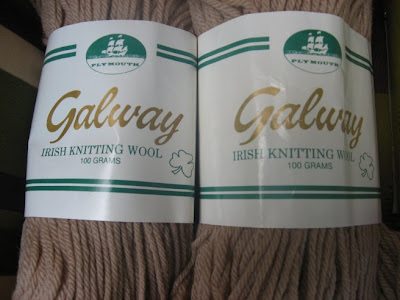 PLYMOUTH
Galway
IRISH KNITTING WOOL
100 GRAMS
PLYMOUTH
Galway
IRISH KNITTING WOOL
100 GRAMS